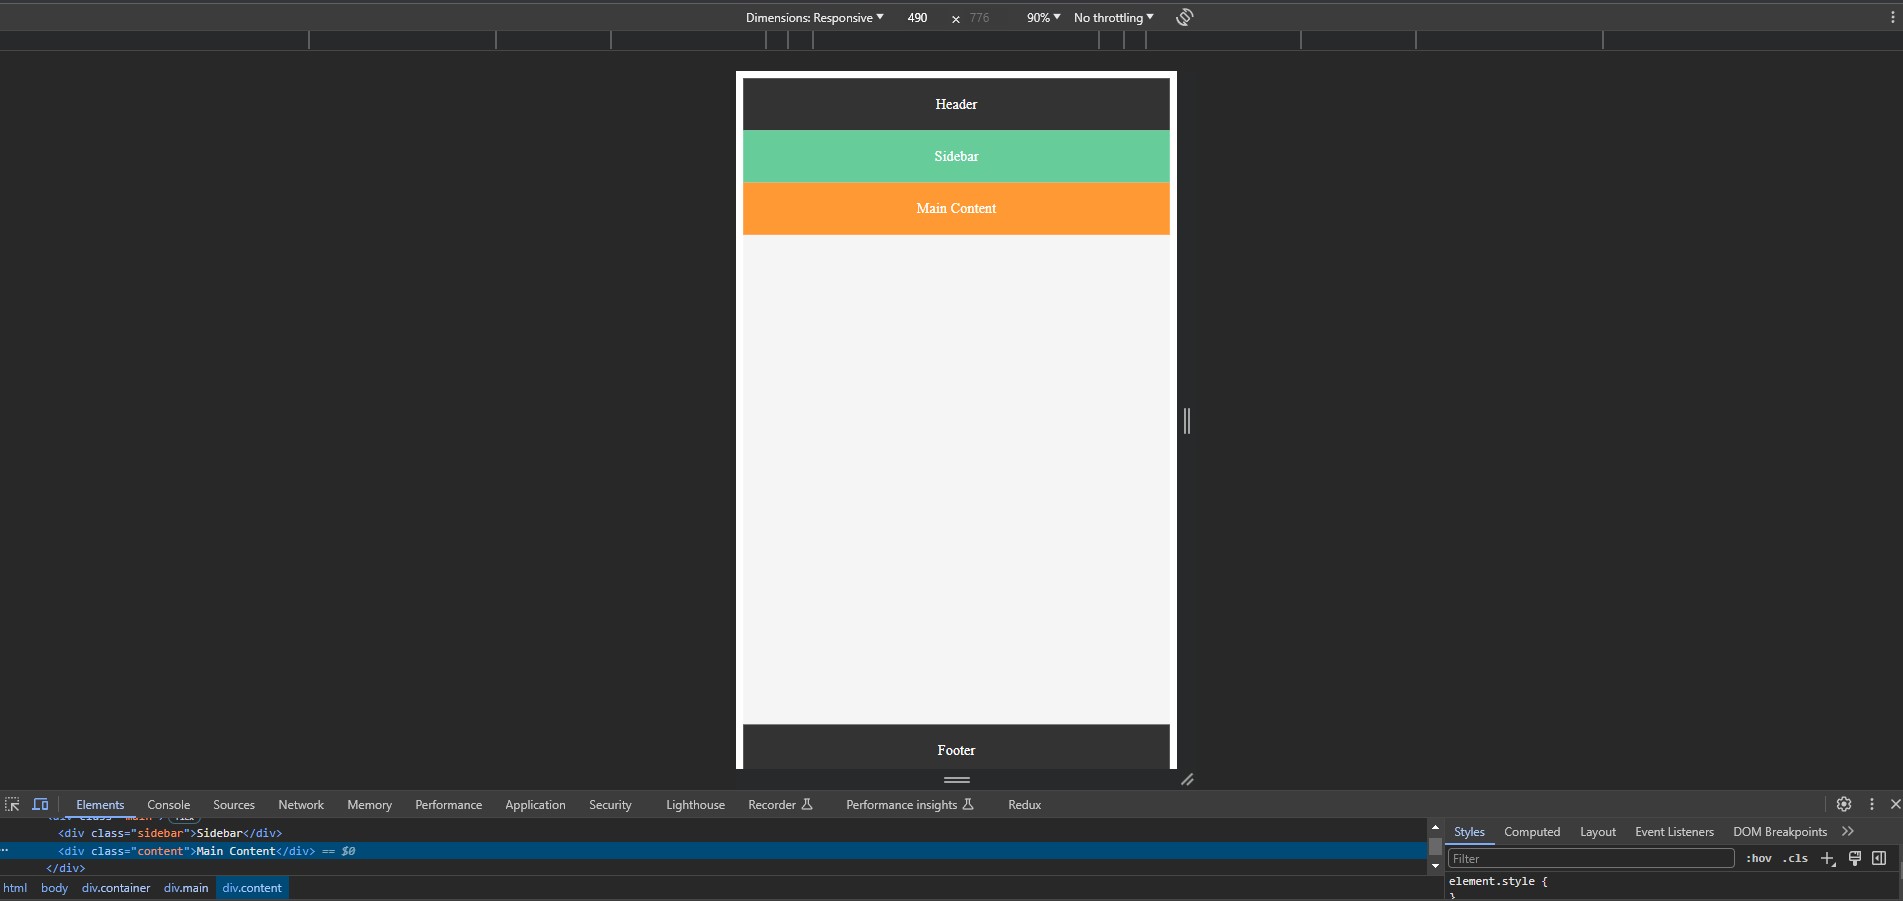 Dimensions: Responsive 490 × 776 90% No throttling
Header
Sidebar
Main Content
Footer
Elements Console Sources Network Memory Performance Application Security Lighthouse Recorder Performance insights Redux
<div class="sidebar">Sidebar</div>
<div class="content">Main Content</div> == $0
</div>
html body div.container div.main div.content
Styles Computed Layout Event Listeners DOM Breakpoints
Filter :hov .cls
element.style {
}